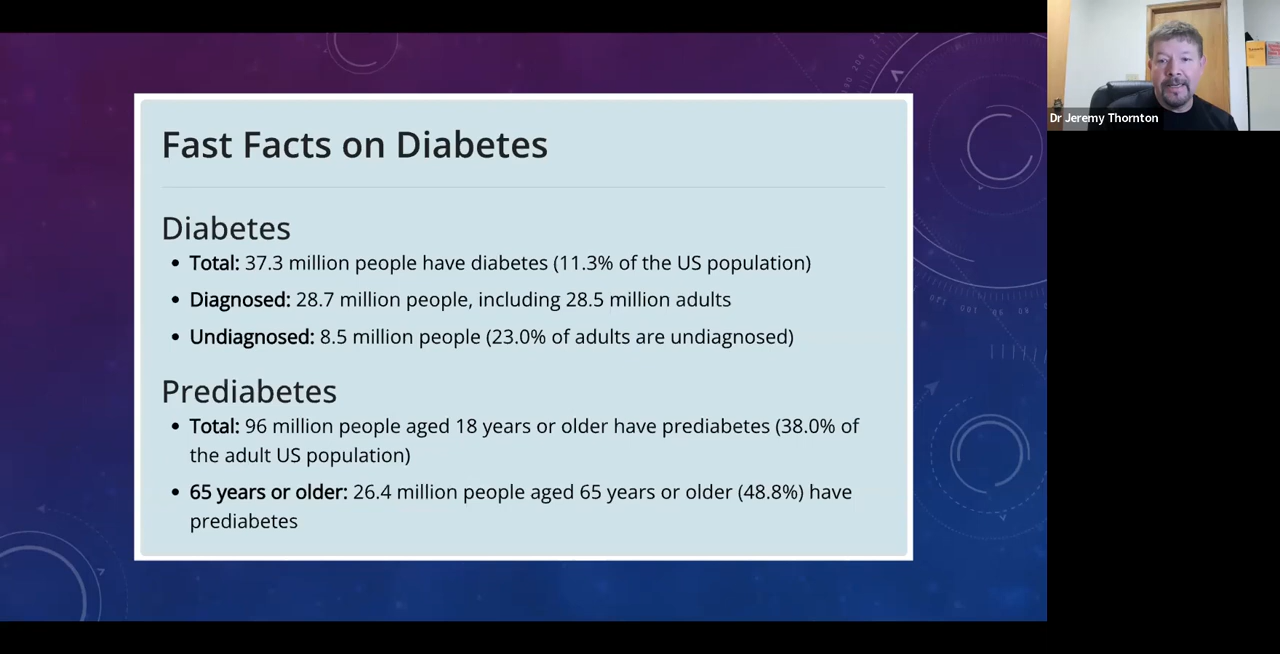 Fast Facts on Diabetes
Diabetes
• Total: 37.3 million people have diabetes (11.3% of the US population)
• Diagnosed: 28.7 million people, including 28.5 million adults
• Undiagnosed: 8.5 million people (23.0% of adults are undiagnosed)
Prediabetes
• Total: 96 million people aged 18 years or older have prediabetes (38.0% of
the adult US population)
• 65 years or older: 26.4 million people aged 65 years or older (48.8%) have
prediabetes
Dr Jeremy Thornton